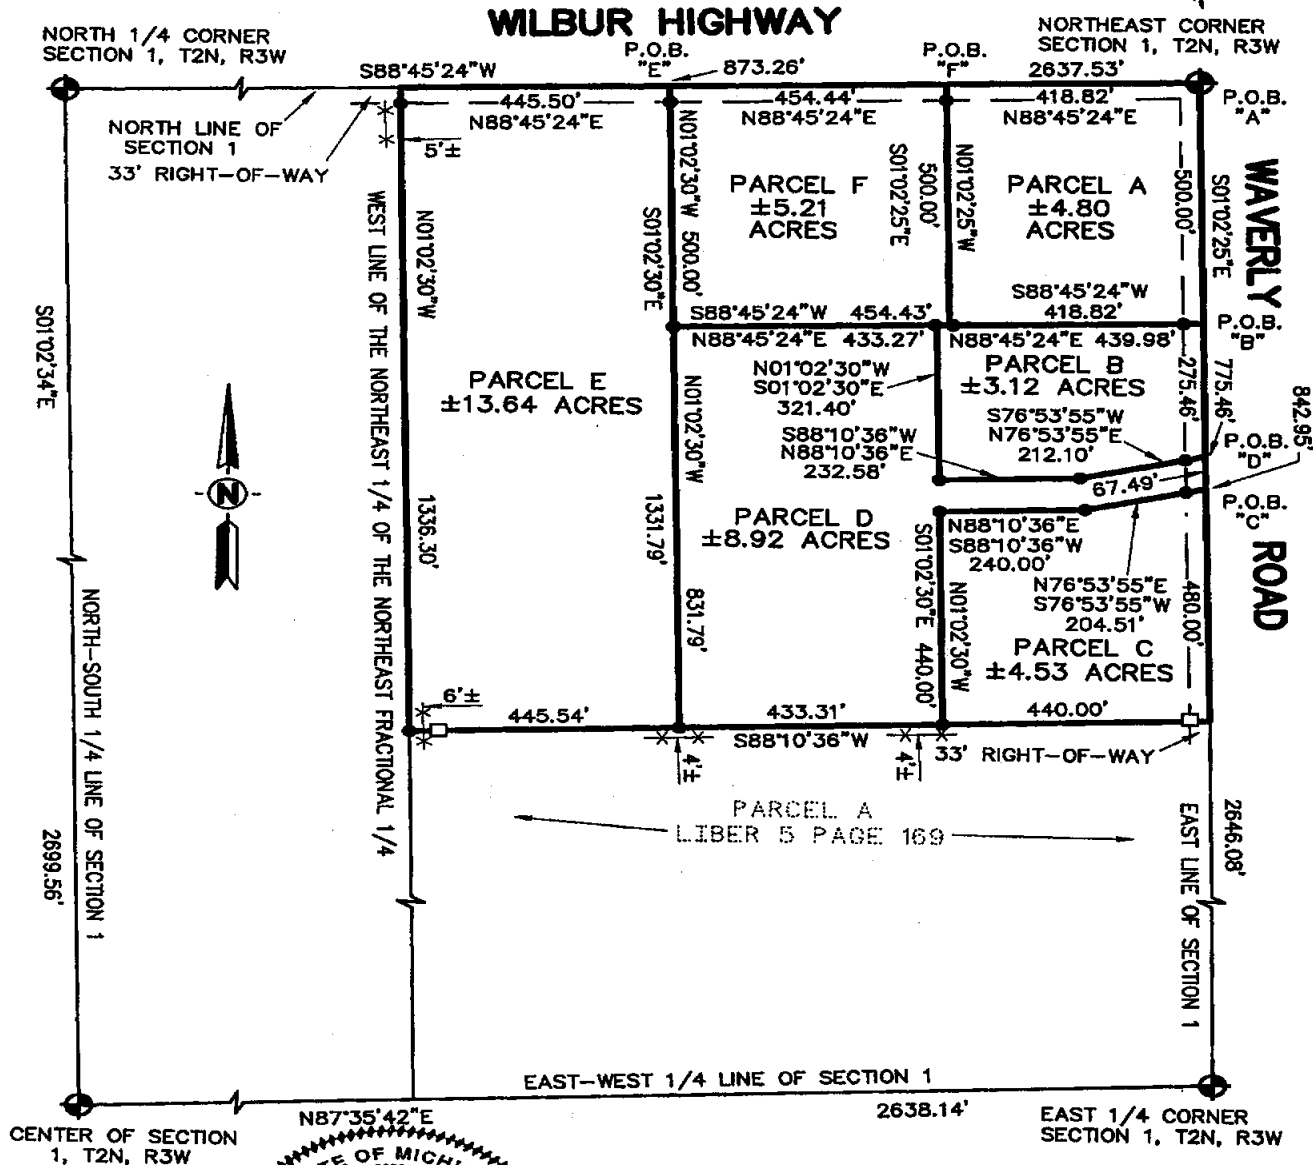 WILBUR HIGHWAY
NORTH 1/4 CORNER
SECTION 1, T2N, R3W
NORTHEAST CORNER
SECTION 1, T2N, R3W
P.O.B.
"E"
P.O.B.
"F"
S88°45'24"W
873.26'
2637.53'
445.50'
N88°45'24"E
454.44'
N88°45'24"E
418.82'
N88°45'24"E
P.O.B.
"A"
NORTH LINE OF
SECTION 1
33' RIGHT-OF-WAY
5'±
WEST LINE OF THE NORTHEAST 1/4 OF THE NORTHEAST FRACTIONAL 1/4
N01°02'30"W
1336.30'
S01°02'30"E
N01°02'30"W 500.00'
PARCEL F
±5.21
ACRES
S01°02'25"E
500.00'
N01°02'25"W
PARCEL A
±4.80
ACRES
500.00'
S01°02'25"E
WAVERLY
ROAD
S88°45'24"W
418.82'
S88°45'24"W 454.43'
N88°45'24"E 433.27'
N88°45'24"E 439.98'
P.O.B.
"B"
PARCEL B
±3.12 ACRES
N01°02'30"W
S01°02'30"E
321.40'
275.46'
775.46'
842.95'
S76°53'55"W
N76°53'55"E
212.10'
S88°10'36"W
N88°10'36"E
232.58'
67.49'
P.O.B.
"D"
P.O.B.
"C"
PARCEL E
±13.64 ACRES
N01°02'30"W
1331.79'
831.79'
PARCEL D
±8.92 ACRES
N88°10'36"E
S88°10'36"W
240.00'
N76°53'55"E
S76°53'55"W
204.51'
S01°02'30"E 440.00'
N01°02'30"W
480.00'
PARCEL C
±4.53 ACRES
S01°02'34"E
N
6'±
445.54'
433.31'
S88°10'36"W
440.00'
4'±
4'±
33' RIGHT-OF-WAY
PARCEL A
LIBER 5 PAGE 169
NORTH-SOUTH 1/4 LINE OF SECTION 1
2699.56'
2646.08'
EAST LINE OF SECTION 1
EAST-WEST 1/4 LINE OF SECTION 1
N87°35'42"E
2638.14'
CENTER OF SECTION
1, T2N, R3W
EAST 1/4 CORNER
SECTION 1, T2N, R3W
OF